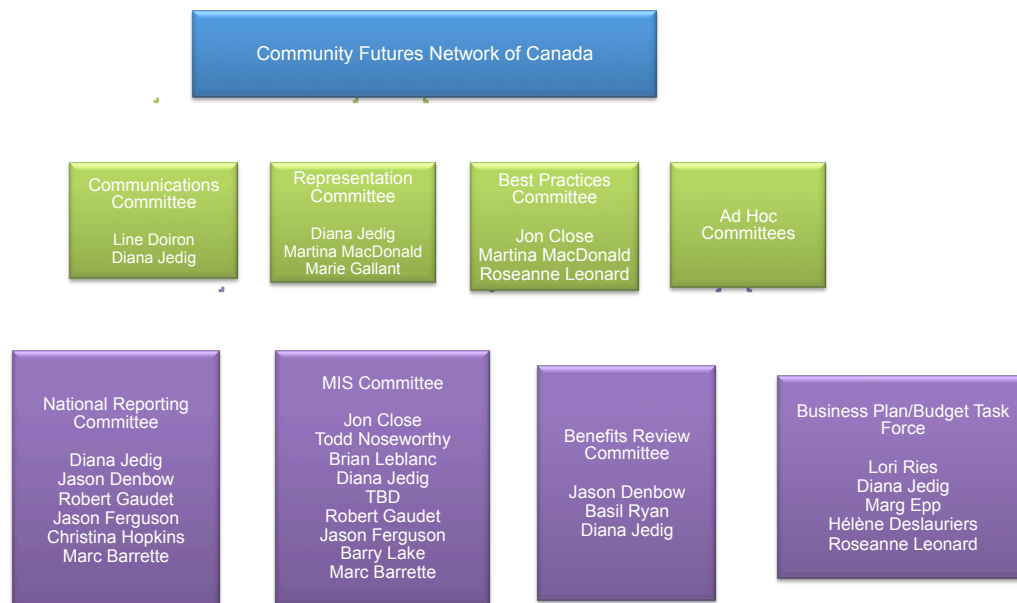 Community Futures Network of Canada
Communications
Committee
Line Doiron
Diana Jedig
Representation
Committee
Diana Jedig
Martina MacDonald
Marie Gallant
Best Practices
Committee
Jon Close
Martina MacDonald
Roseanne Leonard
Ad Hoc
Committees
National Reporting
Committee
Diana Jedig
Jason Denbow
Robert Gaudet
Jason Ferguson
Christina Hopkins
Marc Barrette
MIS Committee
Jon Close
Todd Noseworthy
Brian Leblanc
Diana Jedig
TBD
Robert Gaudet
Jason Ferguson
Barry Lake
Marc Barrette
Benefits Review
Committee
Jason Denbow
Basil Ryan
Diana Jedig
Business Plan/Budget Task
Force
Lori Ries
Diana Jedig
Marg Epp
Hélène Deslauriers
Roseanne Leonard